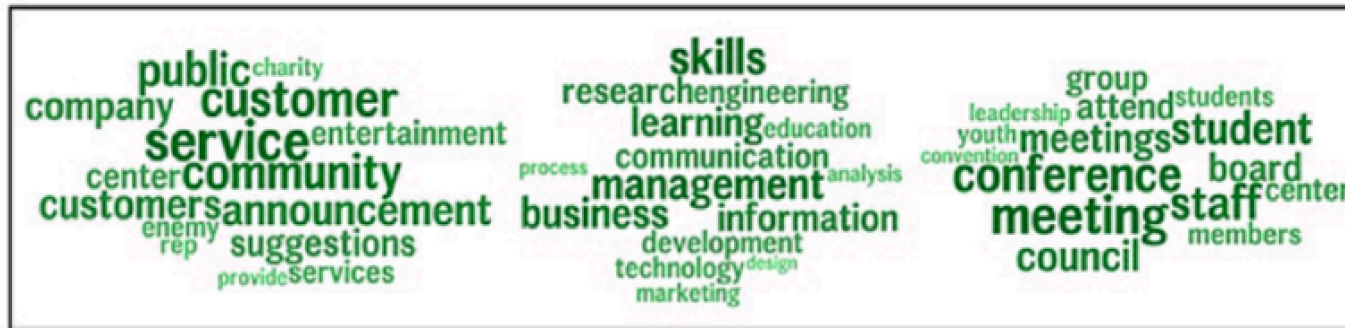 public charity
company customer
service entertainment
center community
customers announcement
enemy
rep suggestions
provide services
skills
research engineering
learning education
communication
process management analysis
business information
development
technology design
marketing
group
leadership attend students
youth meetings student
convention
conference board
meeting staff center
council members